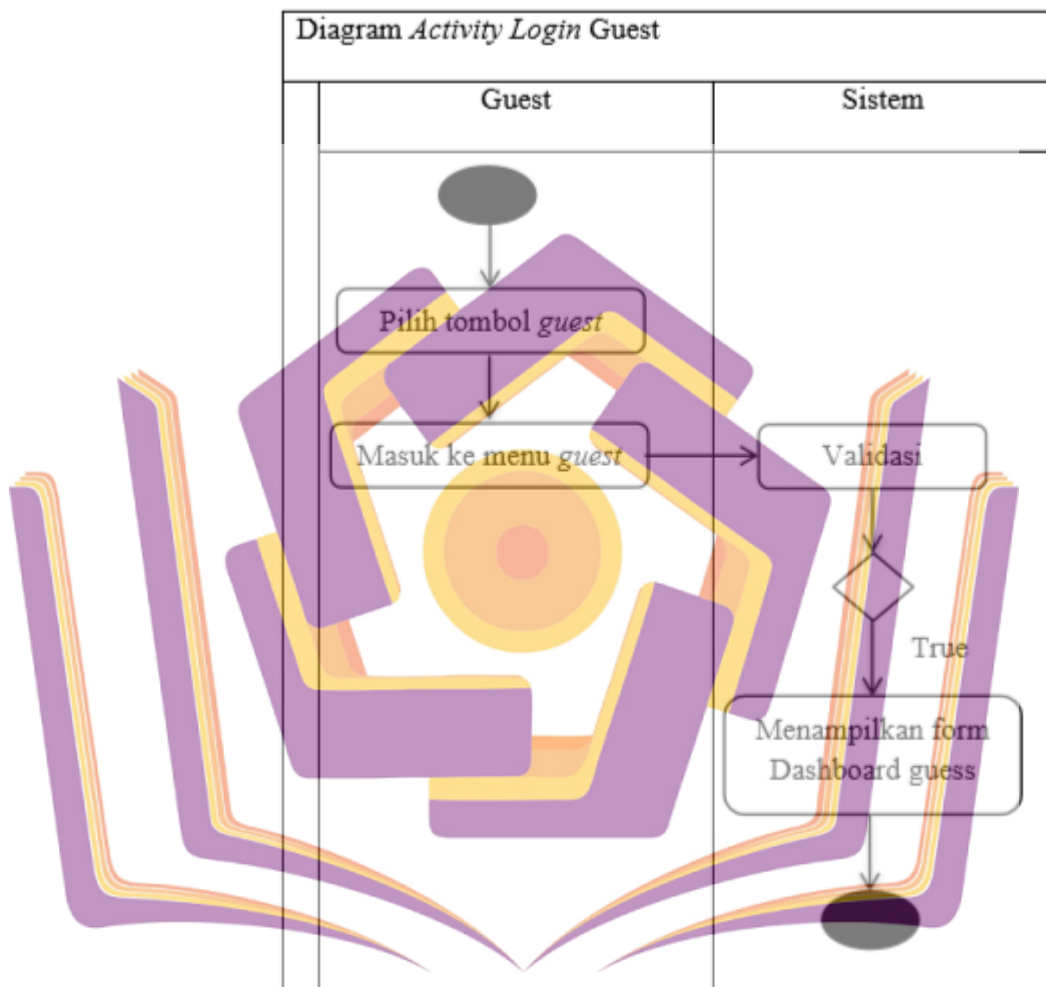 Diagram Activity Login Guest
Guest
Sistem
Pilih tombol guest
Masuk ke menu guest
Validasi
True
Menampilkan form
Dashboard guess